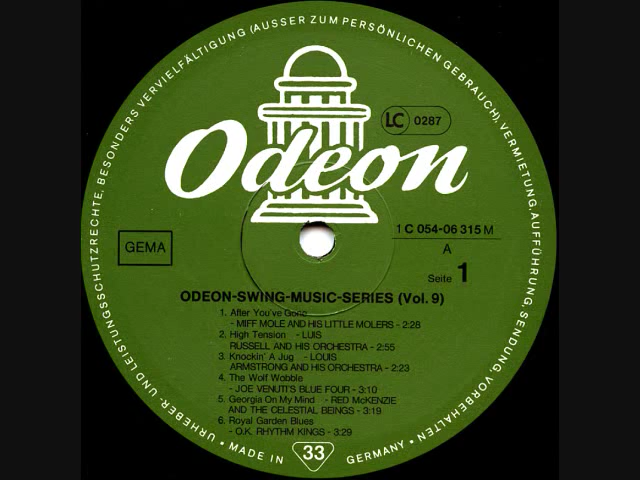 URHEBER- UND LEISTUNGSSCHUTZRECHTE, BESONDERS VERVIELFÄLTIGUNG (AUSSER ZUM PERSÖNLICHEN GEBRAUCH), VERMIETUNG, AUFFÜHRUNG, SENDUNG VORBEHALTEN
Odeon
LC 0287
GEMA
1 C 054-06 315 M
A
Seite 1
ODEON-SWING-MUSIC-SERIES (Vol. 9)
1. After You've Gone
- MIFF MOLE AND HIS LITTLE MOLERS - 2:28
2. High Tension - LUIS
RUSSELL AND HIS ORCHESTRA - 2:55
3. Knockin' A Jug - LOUIS
ARMSTRONG AND HIS ORCHESTRA - 2:23
4. The Wolf Wobble
- JOE VENUTI'S BLUE FOUR - 3:10
5. Georgia On My Mind - RED McKENZIE
AND THE CELESTIAL BEINGS - 3:19
6. Royal Garden Blues
- O.K. RHYTHM KINGS - 3:29
• MADE IN 33 GERMANY •